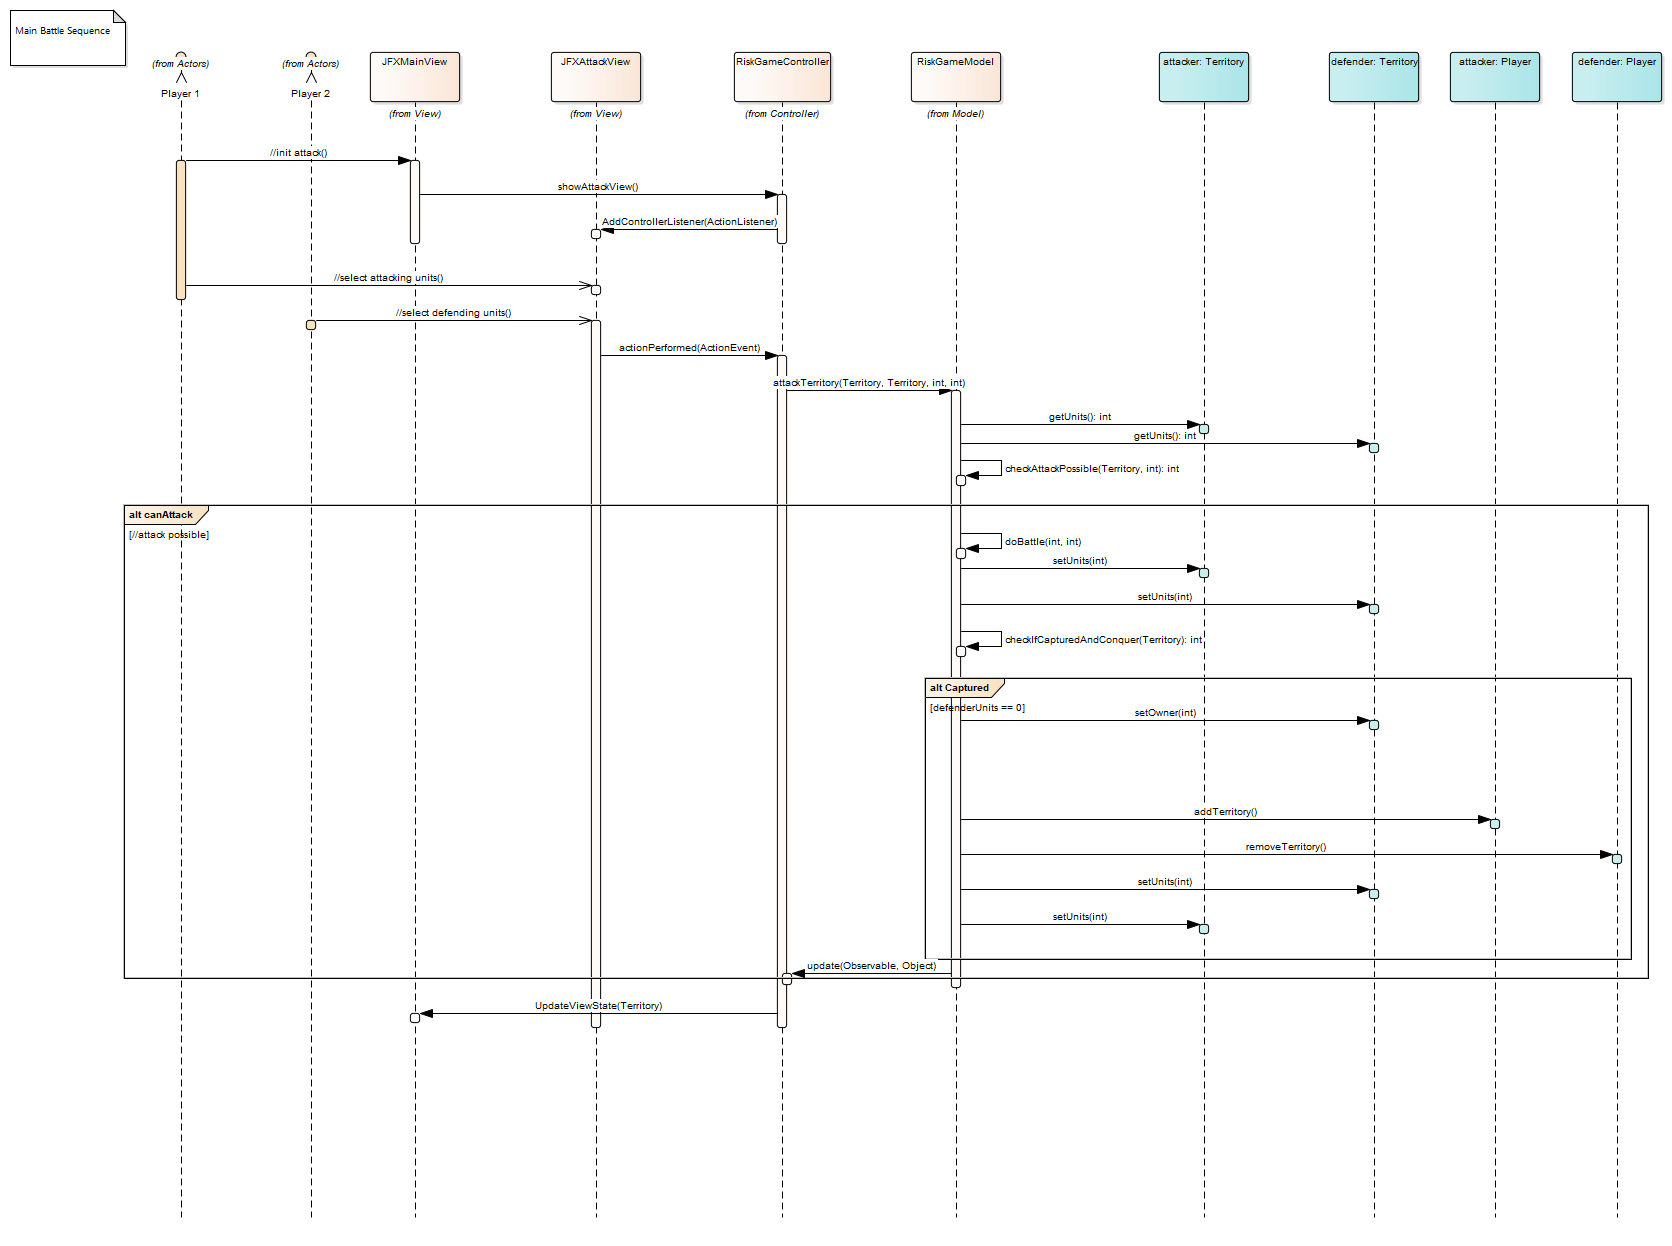 Main Battle Sequence
(from Actors)
Player 1
(from Actors)
Player 2
JFXMainView
(from View)
JFXAttackView
(from View)
RiskGameController
(from Controller)
RiskGameModel
(from Model)
attacker: Territory
defender: Territory
attacker: Player
defender: Player
//init attack()
showAttackView()
AddControllerListener(ActionListener)
//select attacking units()
//select defending units()
actionPerformed(ActionEvent)
attackTerritory(Territory, Territory, int, int)
getUnits(): int
getUnits(): int
checkAttackPossible(Territory, int): int
alt canAttack
[//attack possible]
doBattle(int, int)
setUnits(int)
setUnits(int)
checkIfCapturedAndConquer(Territory): int
alt Captured
[defenderUnits == 0]
setOwner(int)
addTerritory()
removeTerritory()
setUnits(int)
setUnits(int)
update(Observable, Object)
UpdateViewState(Territory)